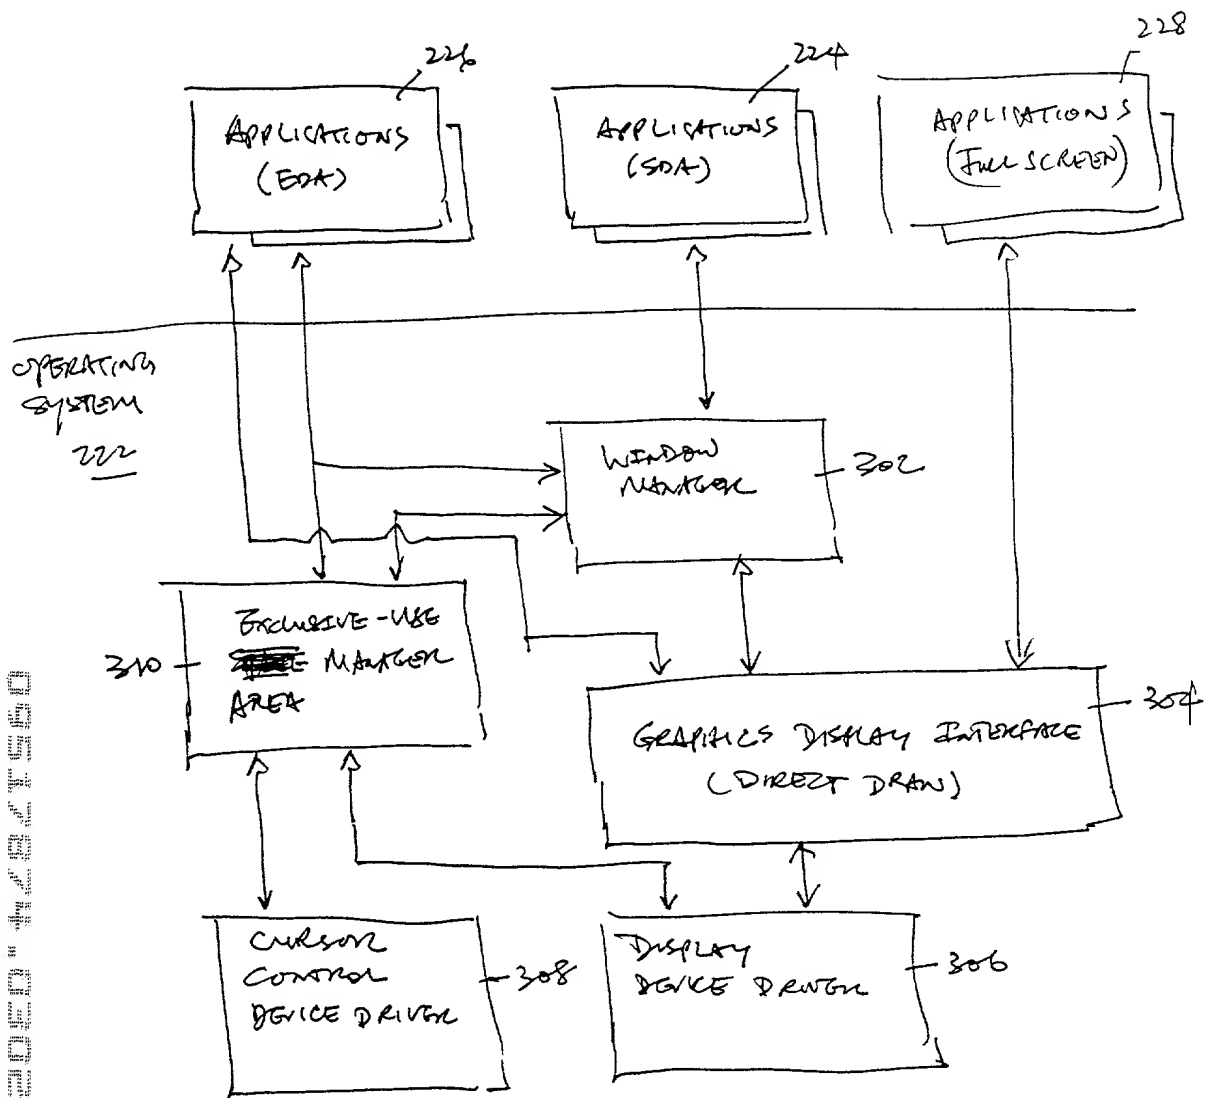 226
224
228
APPLICATIONS
(EDA)
APPLICATIONS
(SDA)
APPLICATIONS
(FULL SCREEN)
OPERATING
SYSTEM
222
WINDOW
MANAGER
302
EXCLUSIVE-USE
MANAGER
AREA
310
GRAPHICS DISPLAY INTERFACE
(DIRECT DRAW)
304
CURSOR
CONTROL
DEVICE DRIVER
308
DISPLAY
DEVICE DRIVER
306